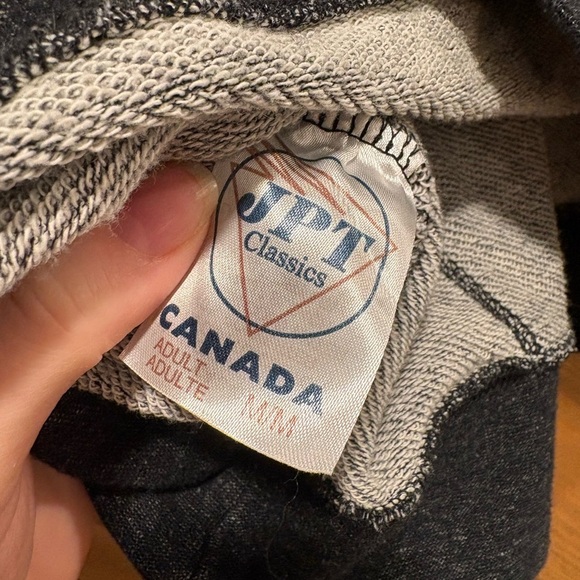 JPT
Classics
CANADA
ADULT
ADULTE M/M